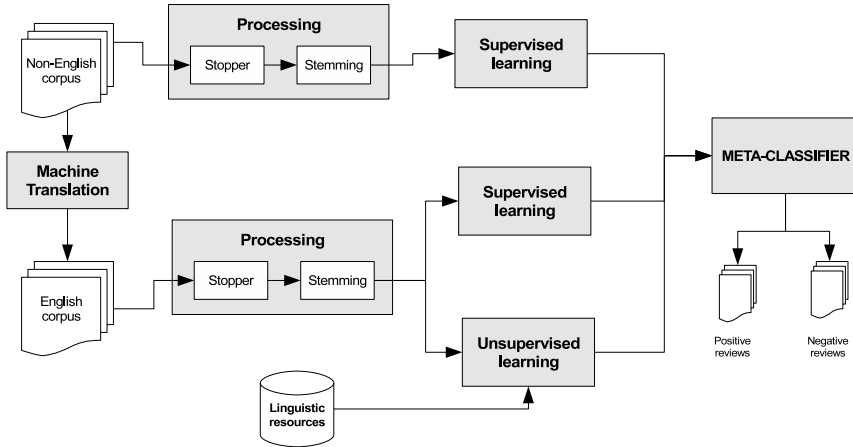 Processing
Non-English
corpus
Stopper
Stemming
Supervised
learning
Machine
Translation
META-CLASSIFIER
Supervised
learning
Processing
English
corpus
Stopper
Stemming
Unsupervised
learning
Positive
reviews
Negative
reviews
Linguistic
resources